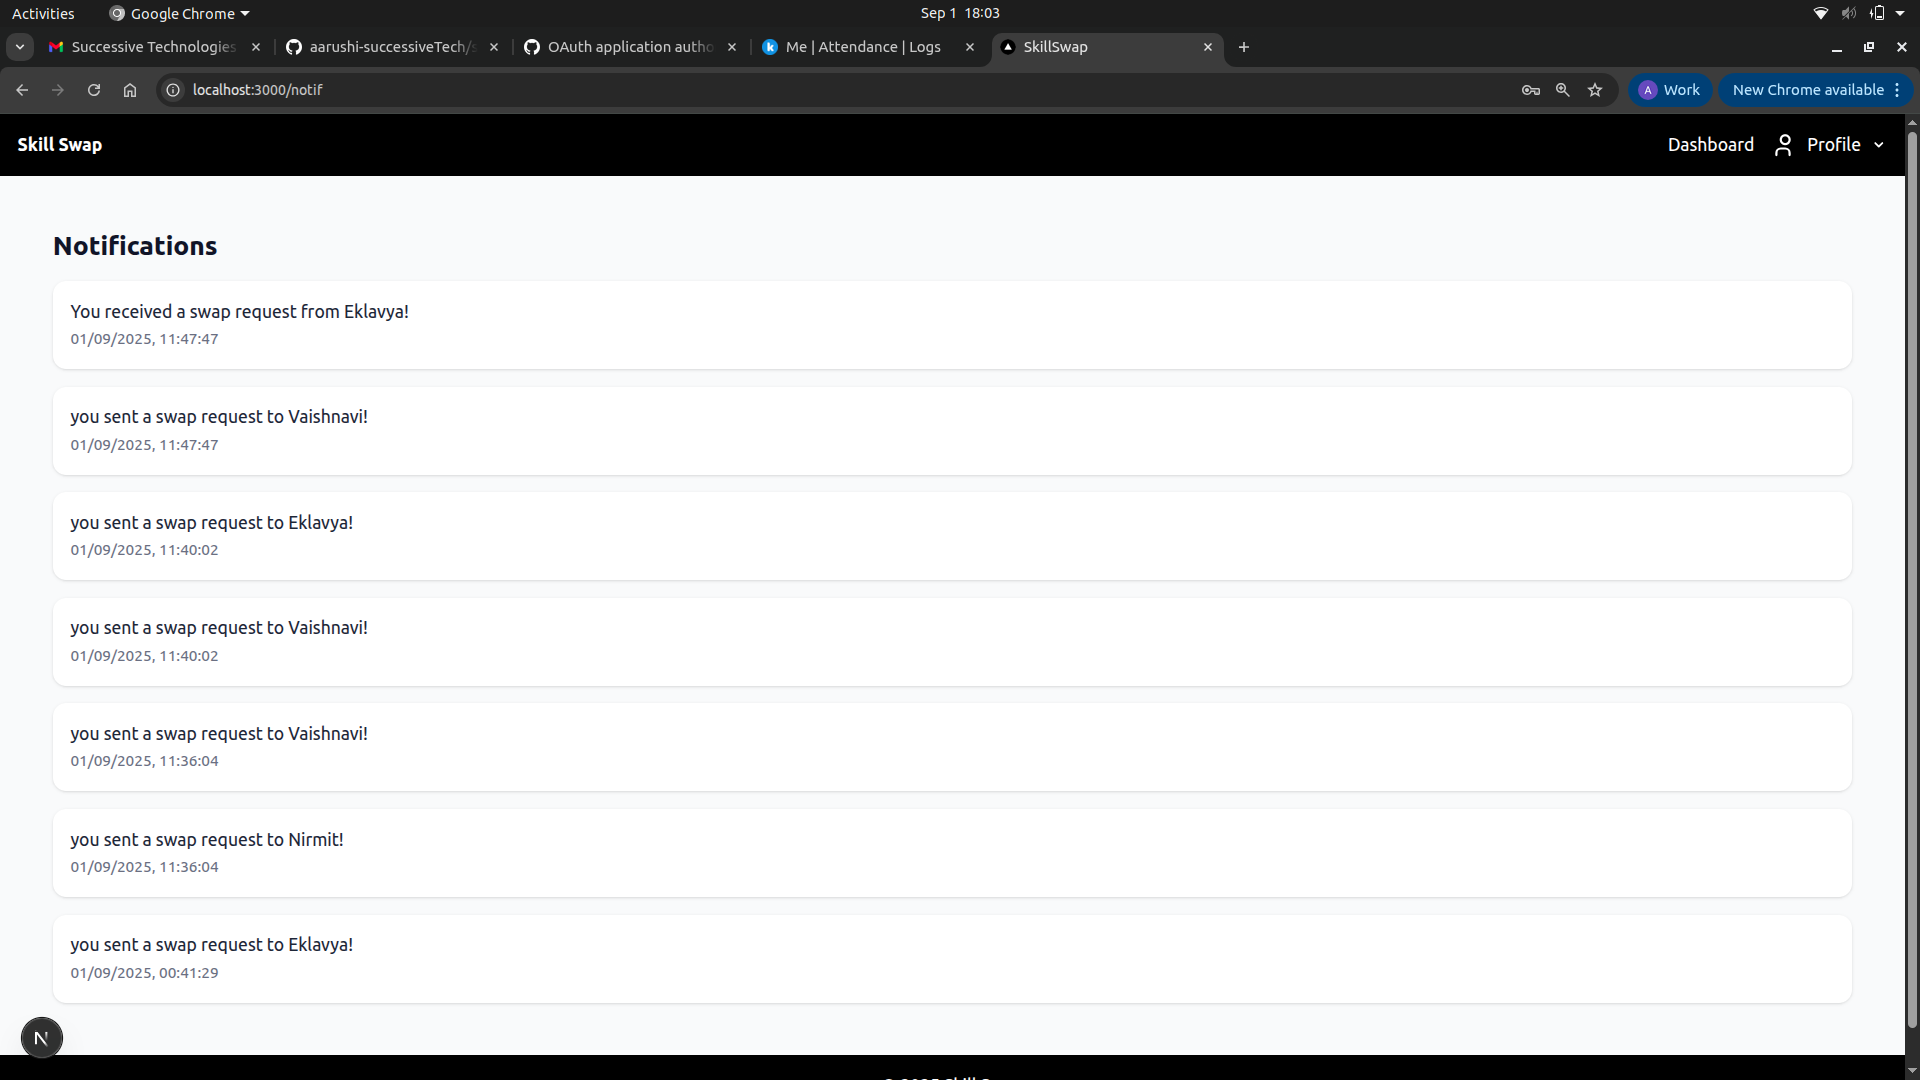 Activities
Google Chrome
Sep 1 18:03
Successive Technologies
aarushi-successiveTech/s
OAuth application autho
Me | Attendance | Logs
SkillSwap
localhost:3000/notif
A
Work
New Chrome available
Skill Swap
Dashboard
Profile
Notifications
You received a swap request from Eklavya!
01/09/2025, 11:47:47
you sent a swap request to Vaishnavi!
01/09/2025, 11:47:47
you sent a swap request to Eklavya!
01/09/2025, 11:40:02
you sent a swap request to Vaishnavi!
01/09/2025, 11:40:02
you sent a swap request to Vaishnavi!
01/09/2025, 11:36:04
you sent a swap request to Nirmit!
01/09/2025, 11:36:04
you sent a swap request to Eklavya!
01/09/2025, 00:41:29
N